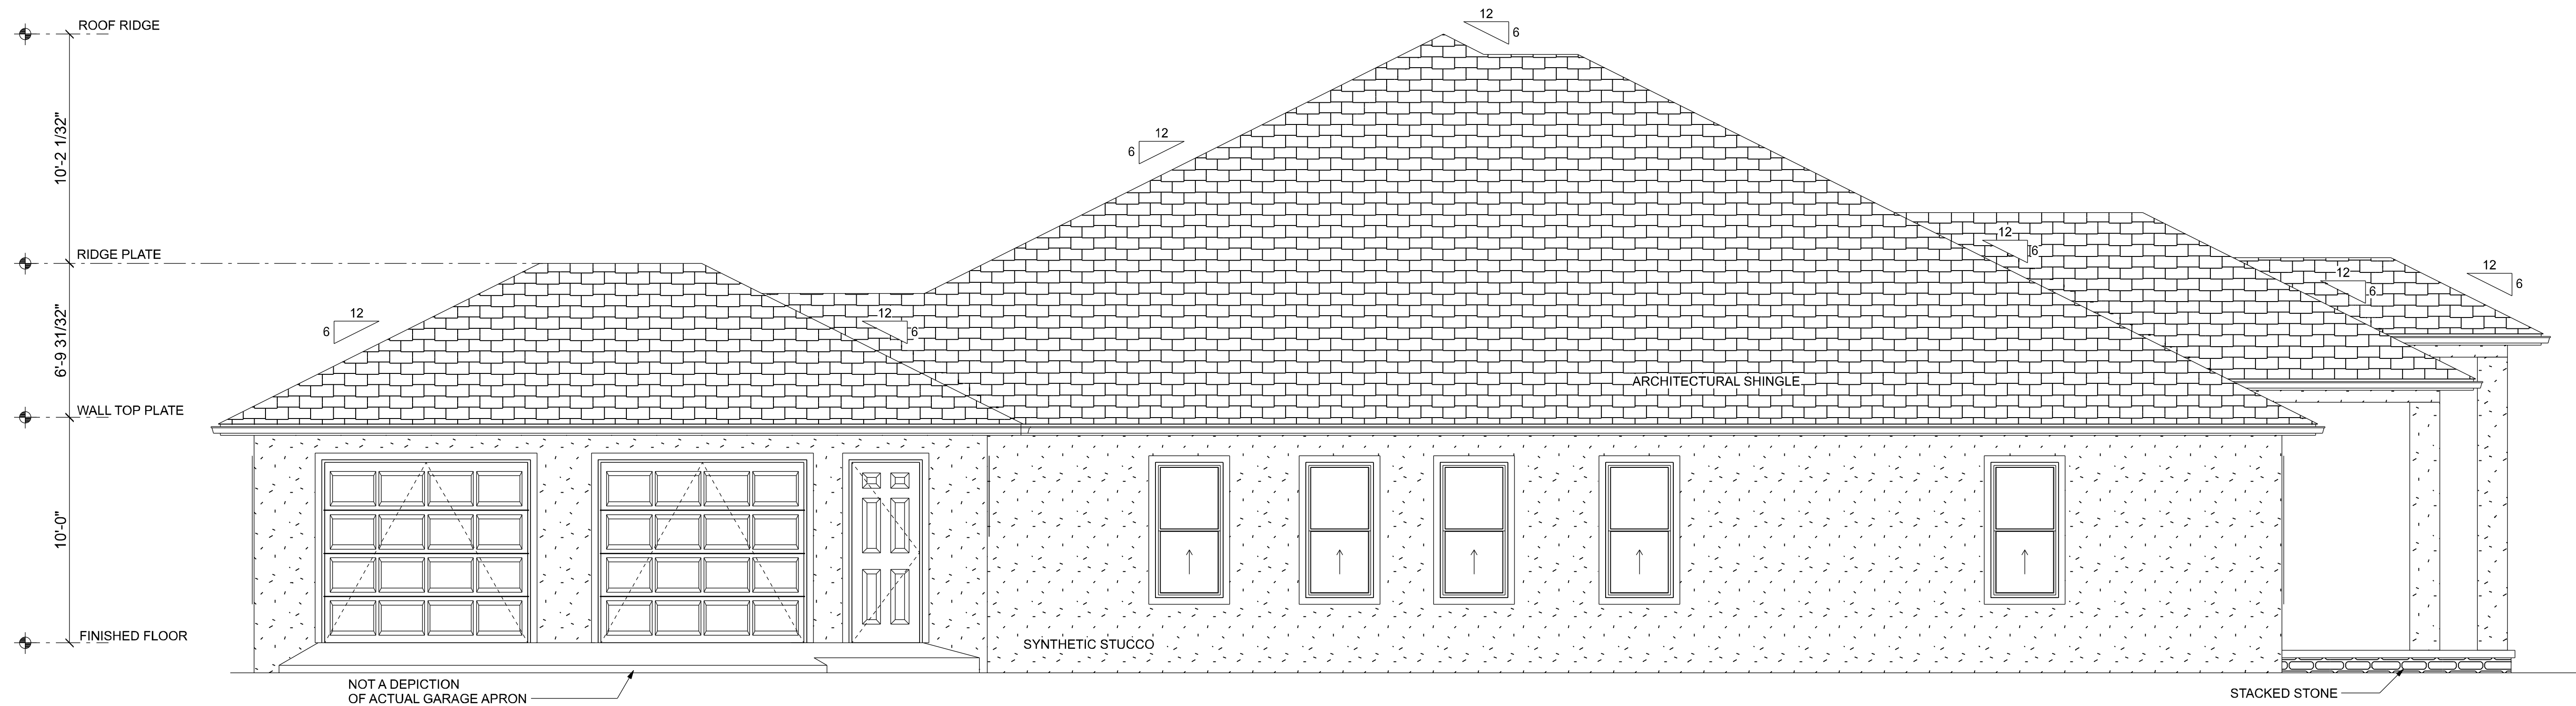 ROOF RIDGE
12
6
10'-2 1/32"
12
6
12
6
RIDGE PLATE
12
6
12
6
6'-9 31/32"
12
6
12
6
ARCHITECTURAL SHINGLE
WALL TOP PLATE
10'-0"
FINISHED FLOOR
SYNTHETIC STUCCO
NOT A DEPICTION
OF ACTUAL GARAGE APRON
STACKED STONE